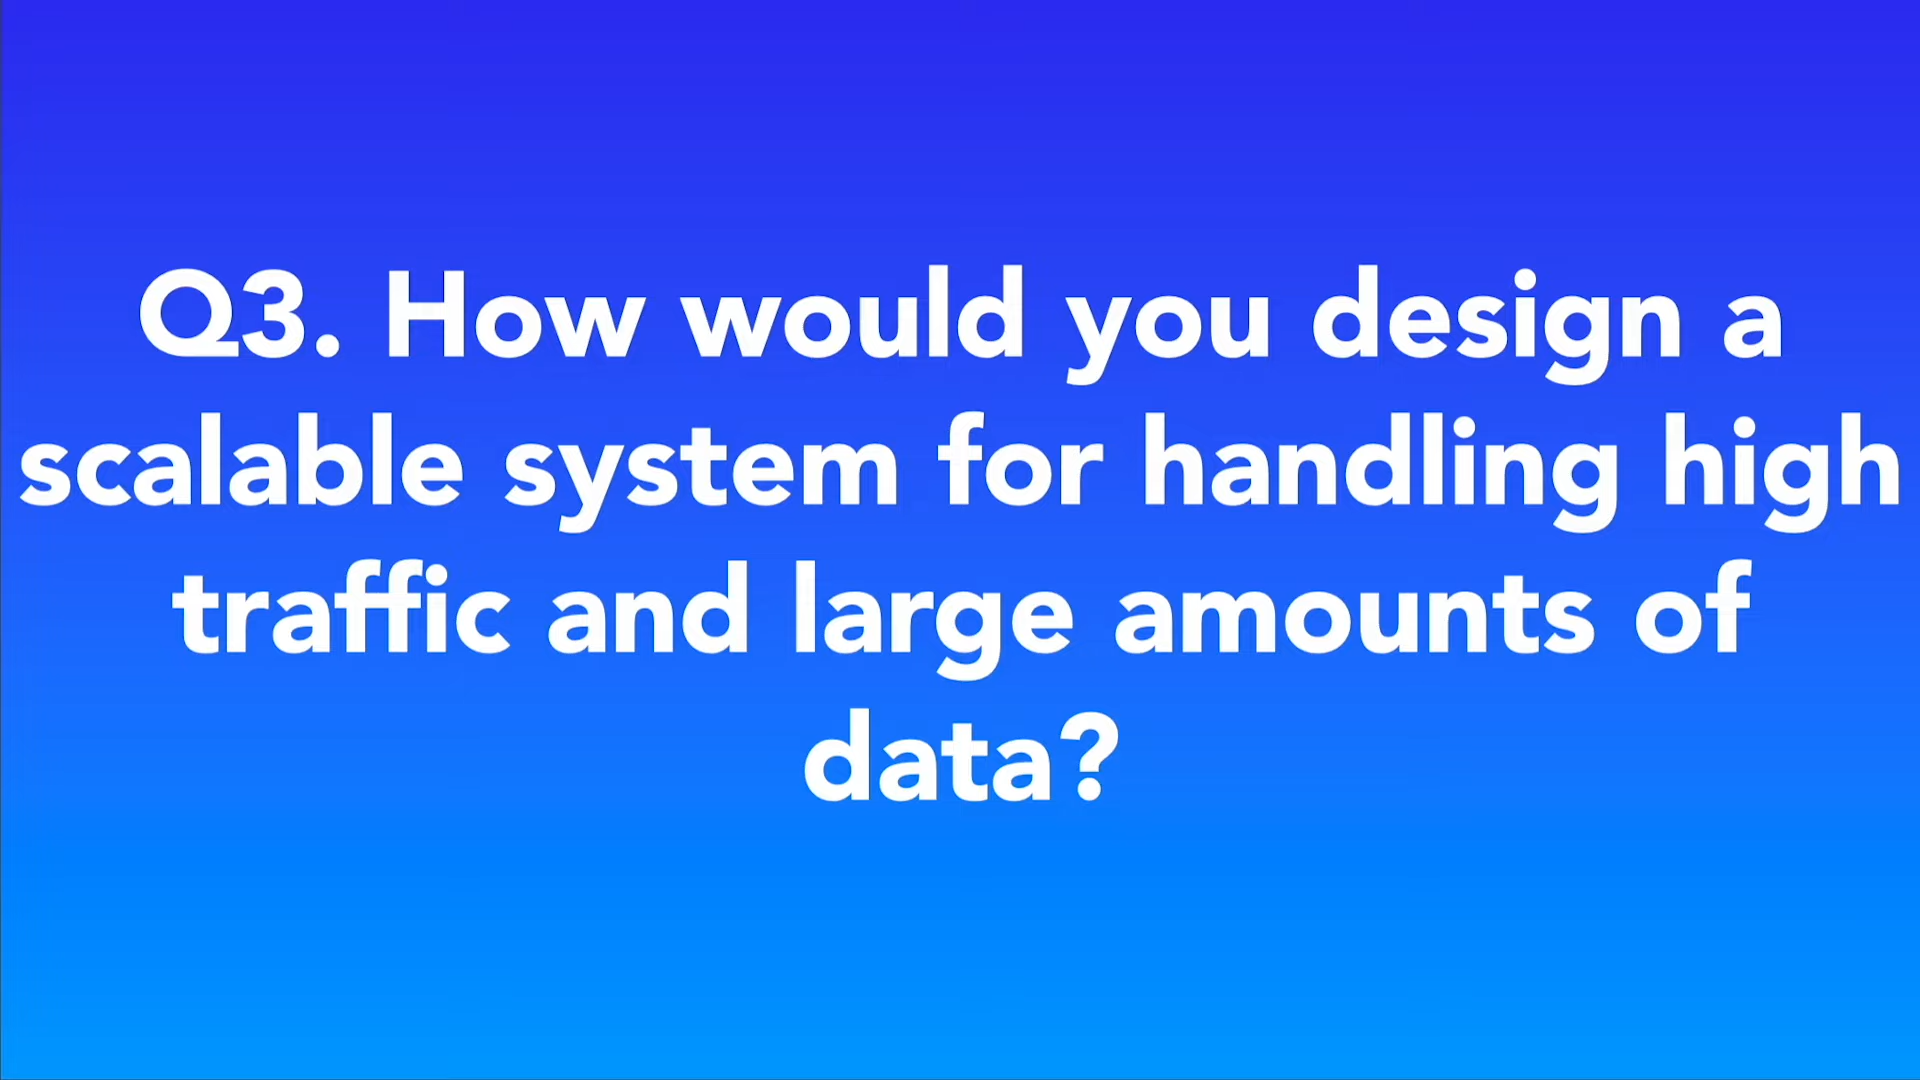 Q3. How would you design a
scalable system for handling high
traffic and large amounts of
data?